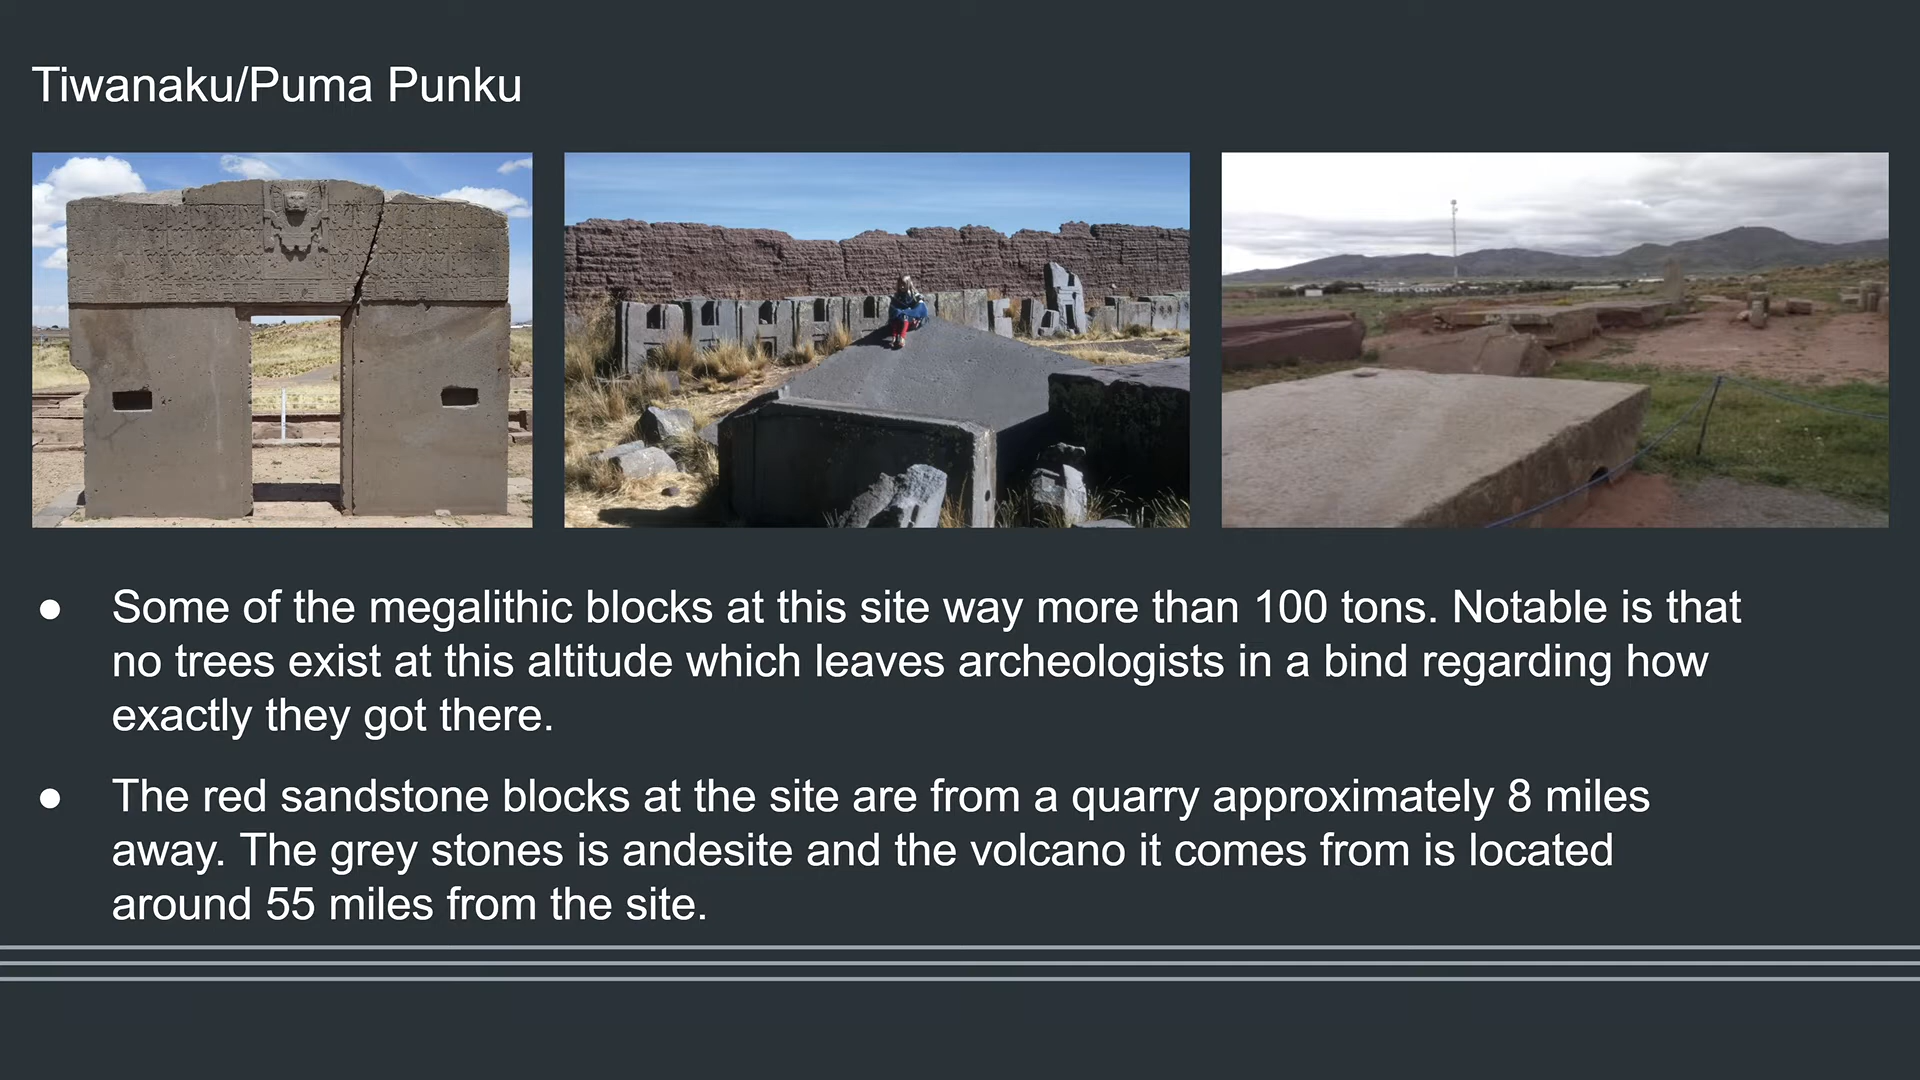 Tiwanaku/Puma Punku
● Some of the megalithic blocks at this site way more than 100 tons. Notable is that
no trees exist at this altitude which leaves archeologists in a bind regarding how
exactly they got there.
● The red sandstone blocks at the site are from a quarry approximately 8 miles
away. The grey stones is andesite and the volcano it comes from is located
around 55 miles from the site.